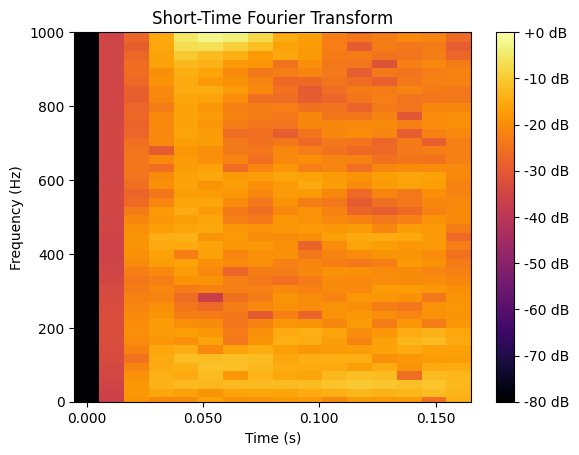 Short-Time Fourier Transform
Frequency (Hz)
1000
800
600
400
200
0
0.000
0.050
0.100
0.150
Time (s)
+0 dB
-10 dB
-20 dB
-30 dB
-40 dB
-50 dB
-60 dB
-70 dB
-80 dB